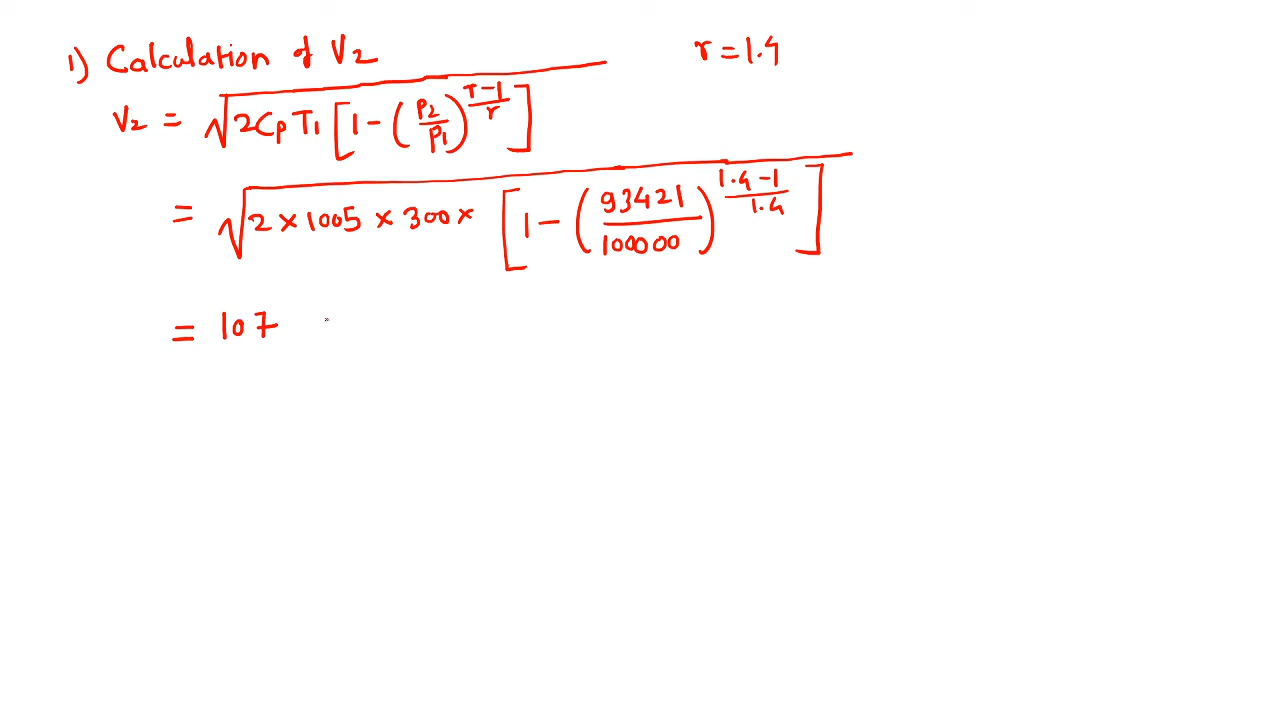 1) Calculation of V2 r = 1.4
V2 = √2CpT1 [1 - (P2/P1)^(r-1/r)]
= √2 × 1005 × 300 × [1 - (93421/100000)^(1.4-1/1.4)]
= 107